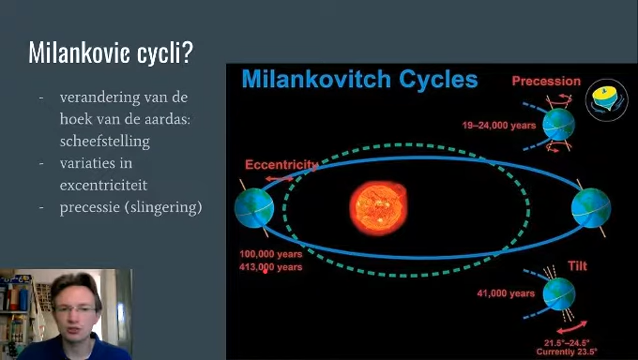 Milankovic cycli?
- verandering van de
hoek van de aardas:
scheefstelling
- variaties in
excentriciteit
- precessie (slingering)
Milankovitch Cycles
Precession
19–24,000 years
Eccentricity
100,000 years
413,000 years
Tilt
41,000 years
21.5°–24.5°
Currently 23.5°